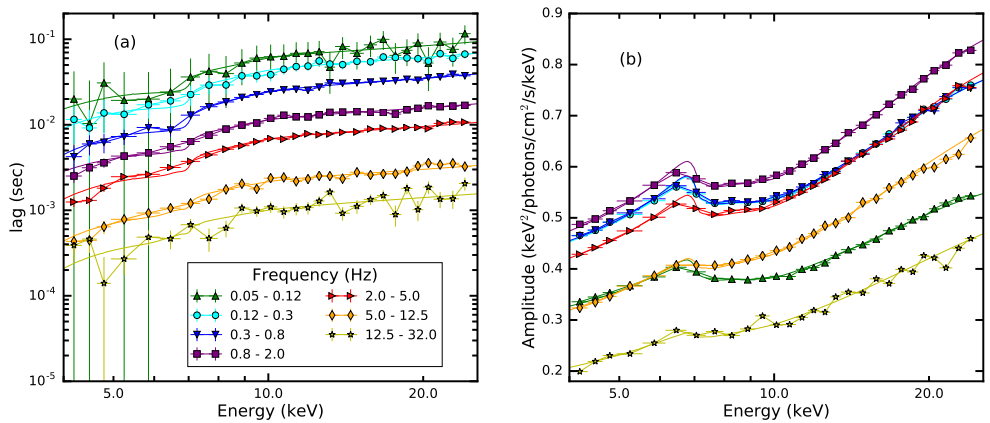 (a)
lag (sec)
10⁻¹
10⁻²
10⁻³
10⁻⁴
10⁻⁵
5.0 10.0 20.0
Energy (keV)
Frequency (Hz)
0.05 - 0.12
0.12 - 0.3
0.3 - 0.8
0.8 - 2.0
2.0 - 5.0
5.0 - 12.5
12.5 - 32.0
(b)
Amplitude (keV²/photons/cm²/s/keV)
0.9
0.8
0.7
0.6
0.5
0.4
0.3
0.2
5.0 10.0 20.0
Energy (keV)